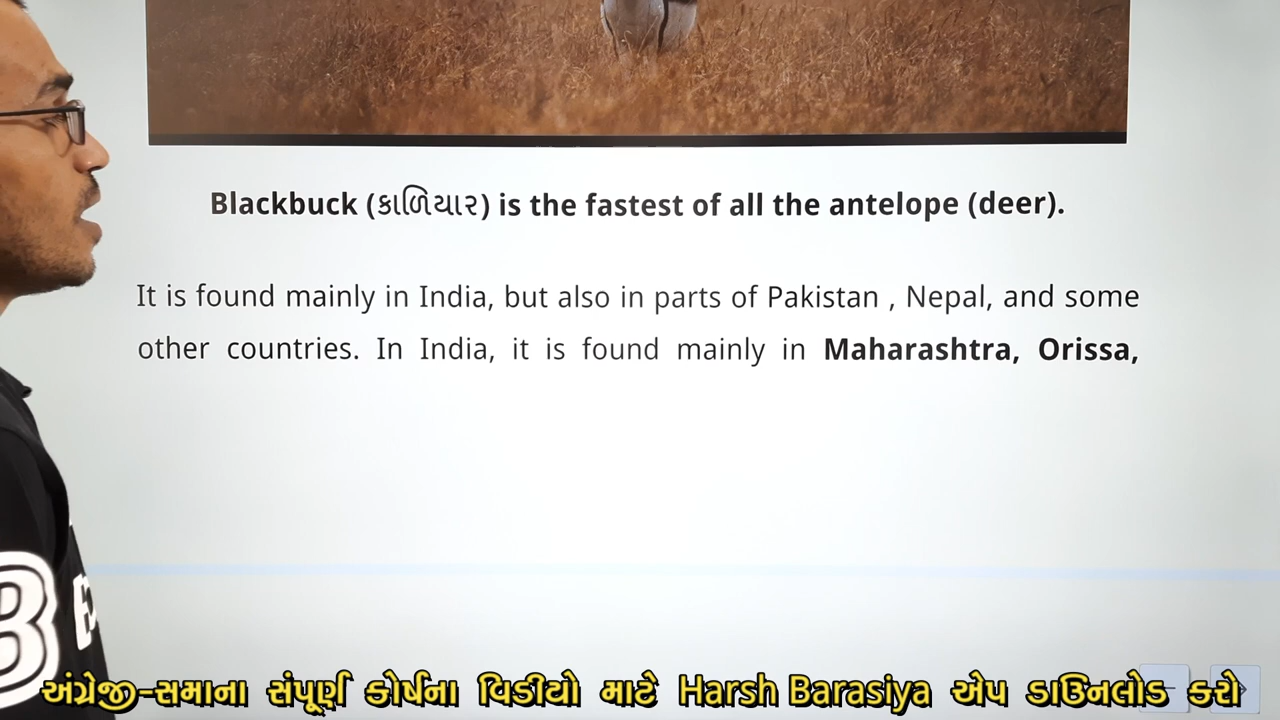 Blackbuck (કાળિયાર) is the fastest of all the antelope (deer).
It is found mainly in India, but also in parts of Pakistan , Nepal, and some
other countries. In India, it is found mainly in Maharashtra, Orissa,
B
અંગ્રેજી-સમાના સંપૂર્ણ કોર્ષના વિડીયો માટે Harsh Barasiya એપ ડાઉનલોડ કરો